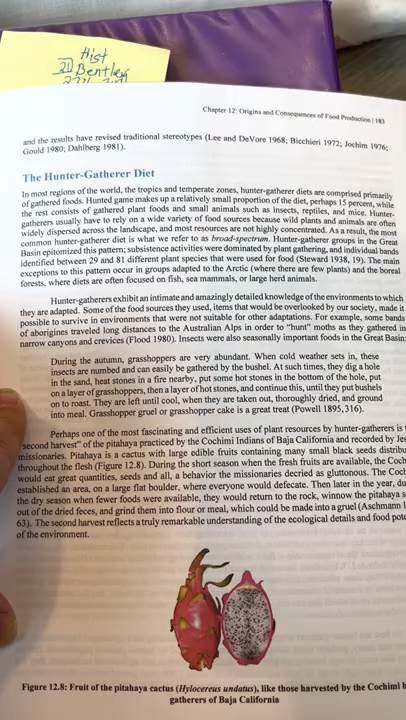 Hist
Bentley
Chapter 12: Origins and Consequences of Food Production | 183
and the results have revised traditional stereotypes (Lee and DeVore 1968; Bicchieri 1972; Jochim 1976;
Gould 1980; Dahlberg 1981).
The Hunter-Gatherer Diet
In most regions of the world, the tropics and temperate zones, hunter-gatherer diets are comprised primarily
of gathered foods. Hunted game makes up a relatively small proportion of the diet, perhaps 15 percent, while
the rest consists of gathered plant foods and small animals such as insects, reptiles, and mice. Hunter-
gatherers usually have to rely on a wide variety of food sources because wild plants and animals are often
widely dispersed across the landscape, and most resources are not highly concentrated. As a result, the most
common hunter-gatherer diet is what we refer to as broad-spectrum. Hunter-gatherer groups in the Great
Basin epitomized this pattern; subsistence activities were dominated by plant gathering, and individual bands
identified between 29 and 81 different plant species that were used for food (Steward 1938, 19). The main
exceptions to this pattern occur in groups adapted to the Arctic (where there are few plants) and the boreal
forests, where diets are often focused on fish, sea mammals, or large herd animals.
Hunter-gatherers exhibit an intimate and amazingly detailed knowledge of the environments to which
they are adapted. Some of the food sources they used, items that would be overlooked by our society, made it
possible to survive in environments that were not suitable for other adaptations. For example, some bands
of aborigines traveled long distances to the Australian Alps in order to “hunt” moths as they gathered in
narrow canyons and crevices (Flood 1980). Insects were also seasonally important foods in the Great Basin:
During the autumn, grasshoppers are very abundant. When cold weather sets in, these
insects are numbed and can easily be gathered by the bushel. At such times, they dig a hole
in the sand, heat stones in a fire nearby, put some hot stones in the bottom of the hole, put
on a layer of grasshoppers, then a layer of hot stones, and continue this, until they put bushels
on to roast. They are left until cool, when they are taken out, thoroughly dried, and ground
into meal. Grasshopper gruel or grasshopper cake is a great treat (Powell 1895,316).
Perhaps one of the most fascinating and efficient uses of plant resources by hunter-gatherers is
“second harvest” of the pitahaya practiced by the Cochimi Indians of Baja California and recorded by Jes
missionaries. Pitahaya is a cactus with large edible fruits containing many small black seeds distribu
throughout the flesh (Figure 12.8). During the short season when the fresh fruits are available, the Coch
would eat great quantities, seeds and all, a behavior the missionaries decried as gluttonous. The Coch
established an area, on a large flat boulder, where everyone would defecate. Then later in the year, du
the dry season when fewer foods were available, they would return to the rock, winnow the pitahaya s
out of the dried feces, and grind them into flour or meal, which could be made into a gruel (Aschmann 1
63). The second harvest reflects a truly remarkable understanding of the ecological details and food pote
of the environment.
Figure 12.8: Fruit of the pitahaya cactus (Hylocereus undatus), like those harvested by the Cochimi h
gatherers of Baja California